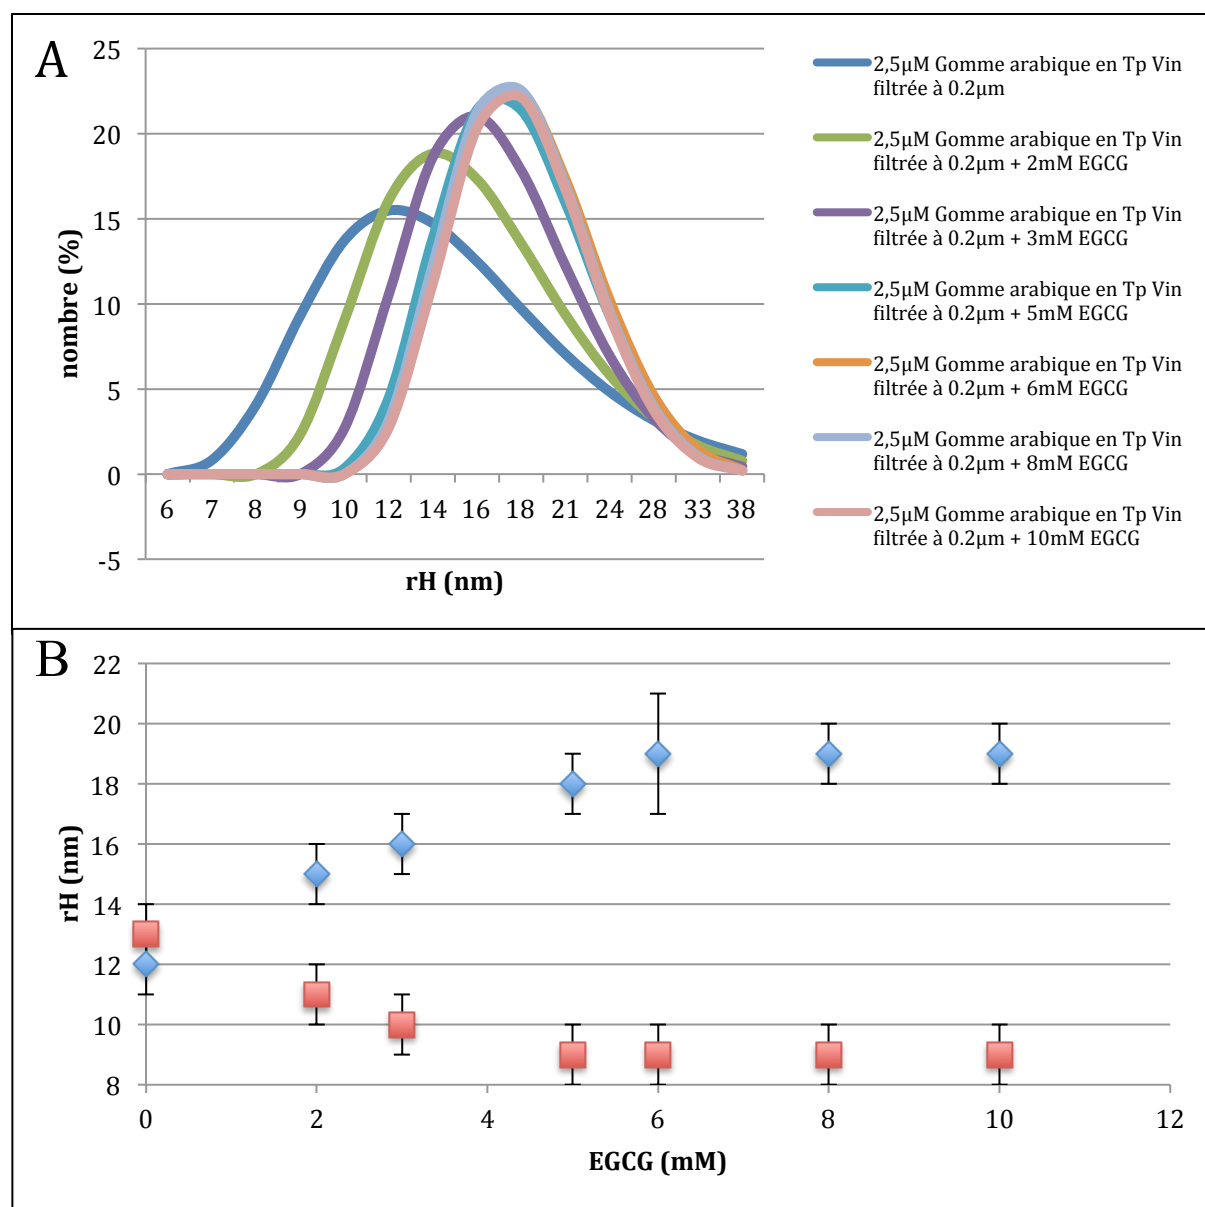 A
25
20
15
10
5
0
-5
nombre (%)
6 7 8 9 10 12 14 16 18 21 24 28 33 38
rH (nm)
2,5μM Gomme arabique en Tp Vin
filtrée à 0.2μm
2,5μM Gomme arabique en Tp Vin
filtrée à 0.2μm + 2mM EGCG
2,5μM Gomme arabique en Tp Vin
filtrée à 0.2μm + 3mM EGCG
2,5μM Gomme arabique en Tp Vin
filtrée à 0.2μm + 5mM EGCG
2,5μM Gomme arabique en Tp Vin
filtrée à 0.2μm + 6mM EGCG
2,5μM Gomme arabique en Tp Vin
filtrée à 0.2μm + 8mM EGCG
2,5μM Gomme arabique en Tp Vin
filtrée à 0.2μm + 10mM EGCG
B
22
20
18
16
14
12
10
8
rH (nm)
0 2 4 6 8 10 12
EGCG (mM)